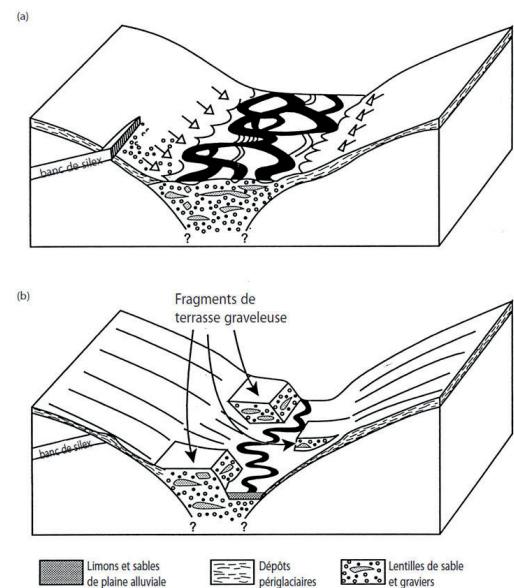 (a)
banc de silex
?
?
(b)
Fragments de
terrasse graveleuse
banc de silex
?
?
Limons et sables
de plaine alluviale
Dépôts
périglaciaires
Lentilles de sable
et graviers